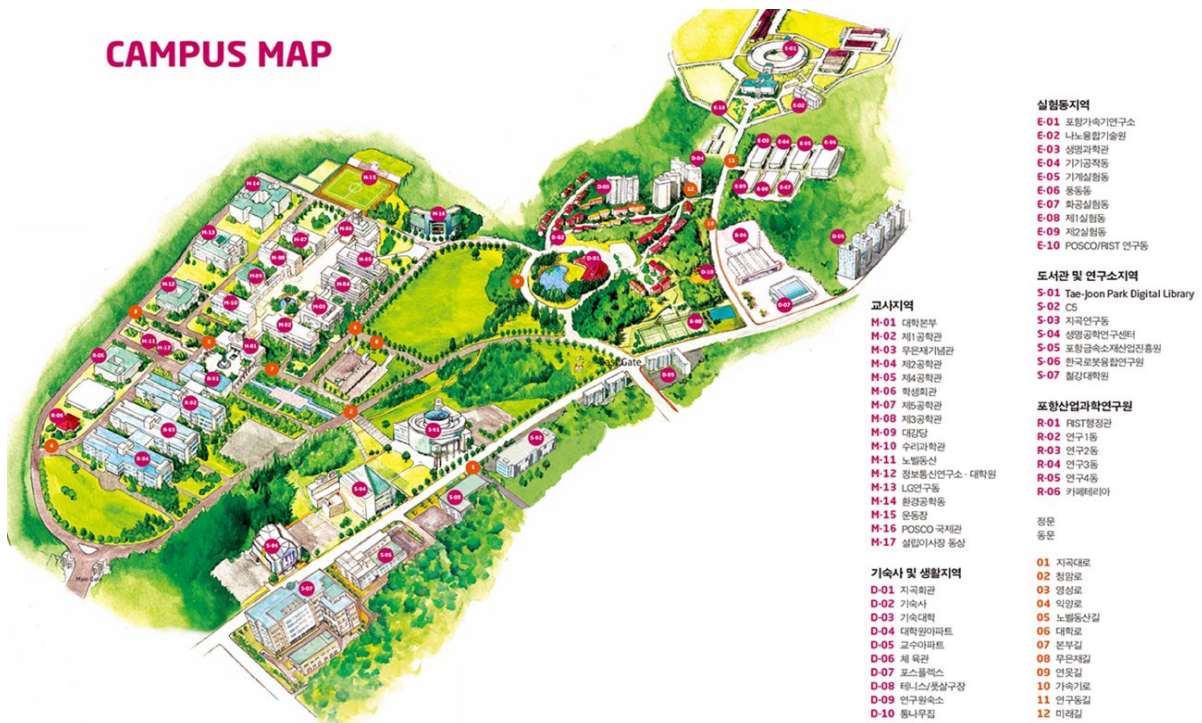 CAMPUS MAP
실험동지역
E-01 포항가속기연구소
E-02 나노융합기술원
E-03 생명과학관
E-04 기기공작동
E-05 기계실험동
E-06 풍동동
E-07 화공실험동
E-08 제1실험동
E-09 제2실험동
E-10 POSCO/RIST 연구동
도서관 및 연구소지역
S-01 Tae-Joon Park Digital Library
S-02 C5
S-03 지곡연구동
S-04 생명공학연구센터
S-05 포항금속소재산업진흥원
S-06 한국로봇융합연구원
S-07 철강대학원
포항산업과학연구원
R-01 RIST행정관
R-02 연구1동
R-03 연구2동
R-04 연구3동
R-05 연구4동
R-06 카페테리아
정문
동문
01 지곡대로
02 청암로
03 영성로
04 익양로
05 노벨동산길
06 대학로
07 본부길
08 무은재길
09 연못길
10 가속기로
11 연구동길
12 미래길
교사지역
M-01 대학본부
M-02 제1공학관
M-03 무은재기념관
M-04 제2공학관
M-05 제4공학관
M-06 학생회관
M-07 제5공학관
M-08 제3공학관
M-09 대강당
M-10 수리과학관
M-11 노벨동산
M-12 정보통신연구소 · 대학원
M-13 LG연구동
M-14 환경공학동
M-15 운동장
M-16 POSCO 국제관
M-17 설립이사장 동상
기숙사 및 생활지역
D-01 지곡회관
D-02 기숙사
D-03 기숙대학
D-04 대학원아파트
D-05 교수아파트
D-06 체 육관
D-07 포스플렉스
D-08 테니스/풋살구장
D-09 연구원숙소
D-10 통나무집
Main Gate
Gate